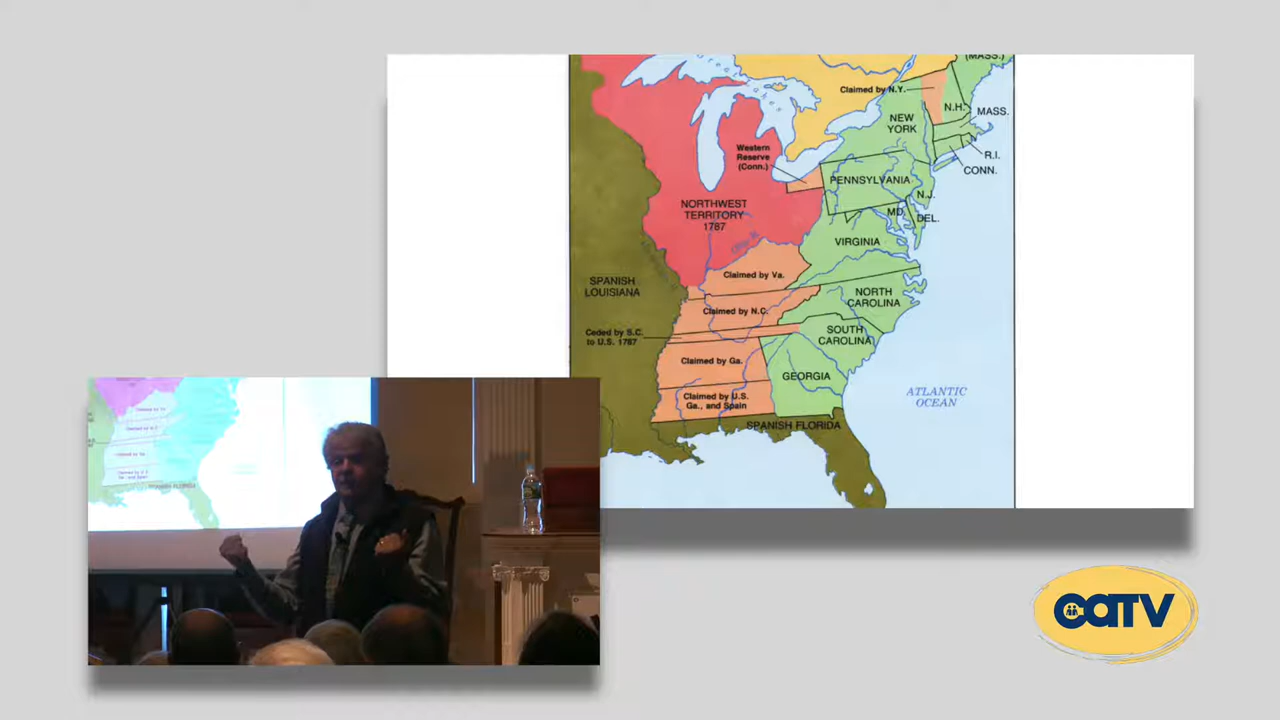 (MASS.)
Claimed by N.Y.
N.H.
MASS.
NEW
YORK
Western
Reserve
(Conn.)
R.I.
CONN.
PENNSYLVANIA
N.J.
NORTHWEST
TERRITORY
1787
MD.
DEL.
VIRGINIA
Claimed by Va.
SPANISH
LOUISIANA
NORTH
CAROLINA
Claimed by N.C.
Ceded by S.C.
to U.S. 1787
SOUTH
CAROLINA
Claimed by Ga.
GEORGIA
Claimed by U.S.
Ga., and Spain
ATLANTIC
OCEAN
SPANISH FLORIDA
CATV